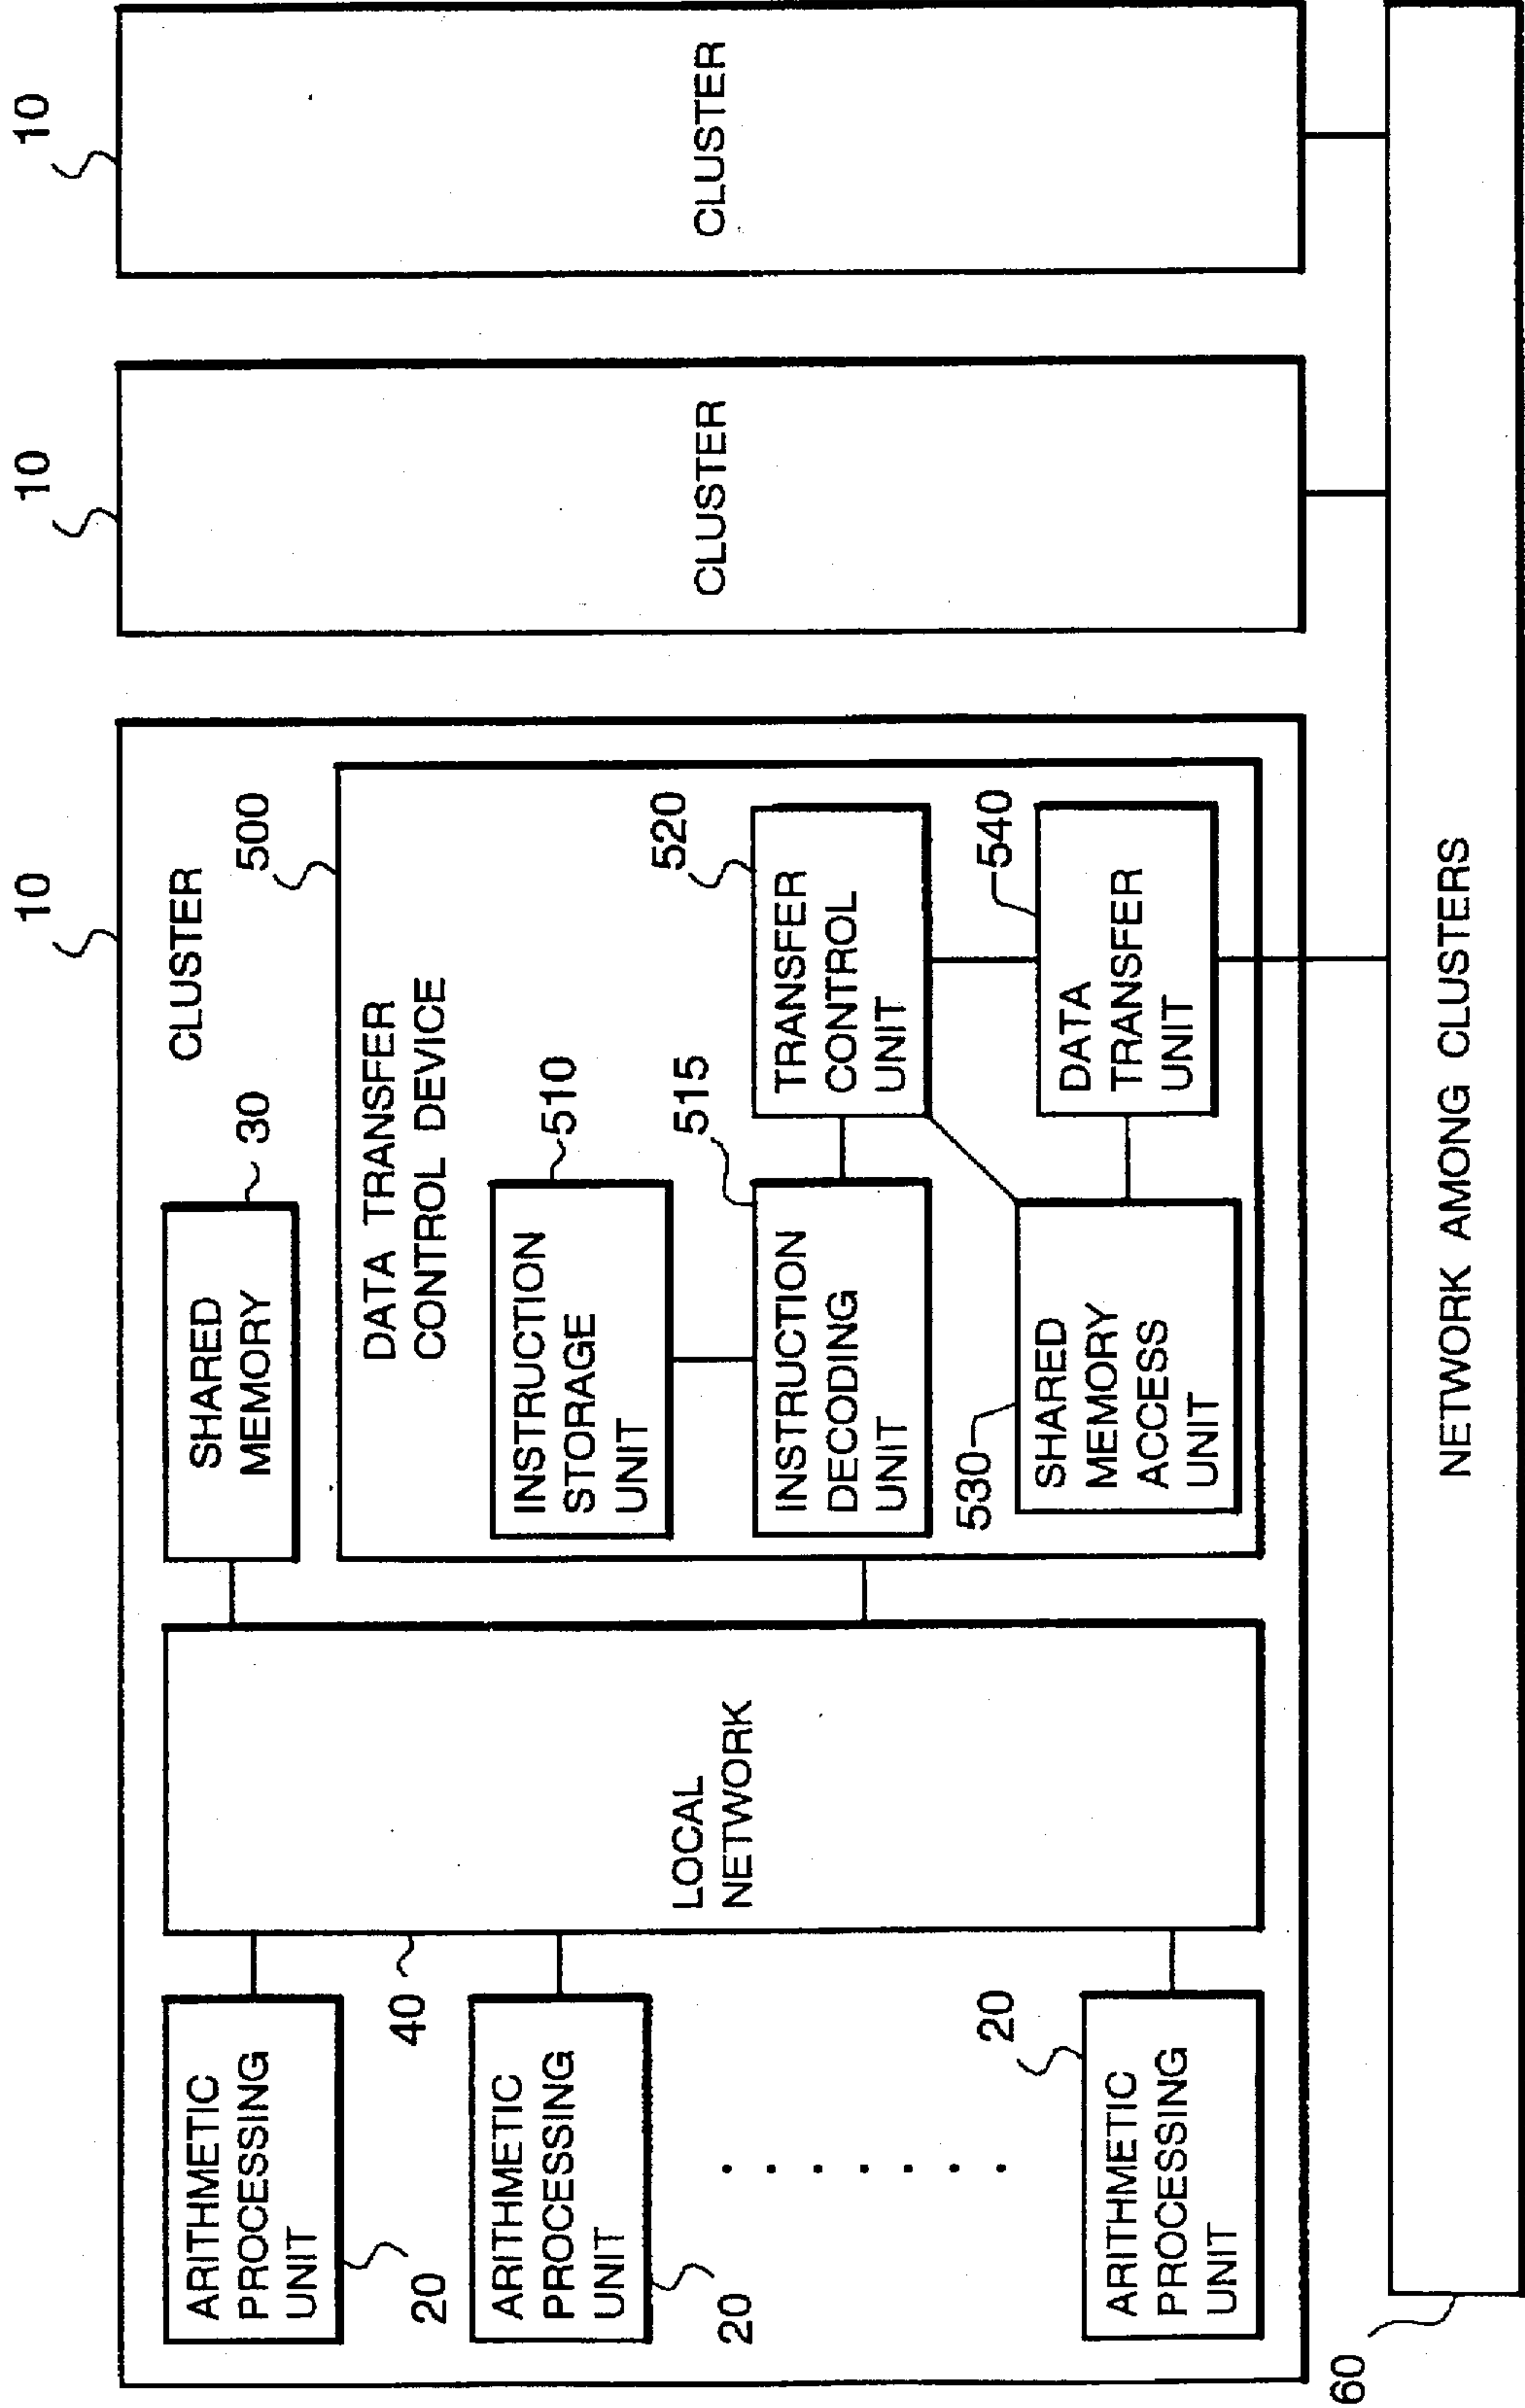 10
10
10
CLUSTER
500
DATA TRANSFER
CONTROL DEVICE
SHARED
MEMORY
30
INSTRUCTION
STORAGE
UNIT
510
INSTRUCTION
DECODING
UNIT
515
TRANSFER
CONTROL
UNIT
520
SHARED
MEMORY
ACCESS
UNIT
530
DATA
TRANSFER
UNIT
540
LOCAL
NETWORK
40
ARITHMETIC
PROCESSING
UNIT
20
ARITHMETIC
PROCESSING
UNIT
20
ARITHMETIC
PROCESSING
UNIT
20
CLUSTER
CLUSTER
NETWORK AMONG CLUSTERS
60